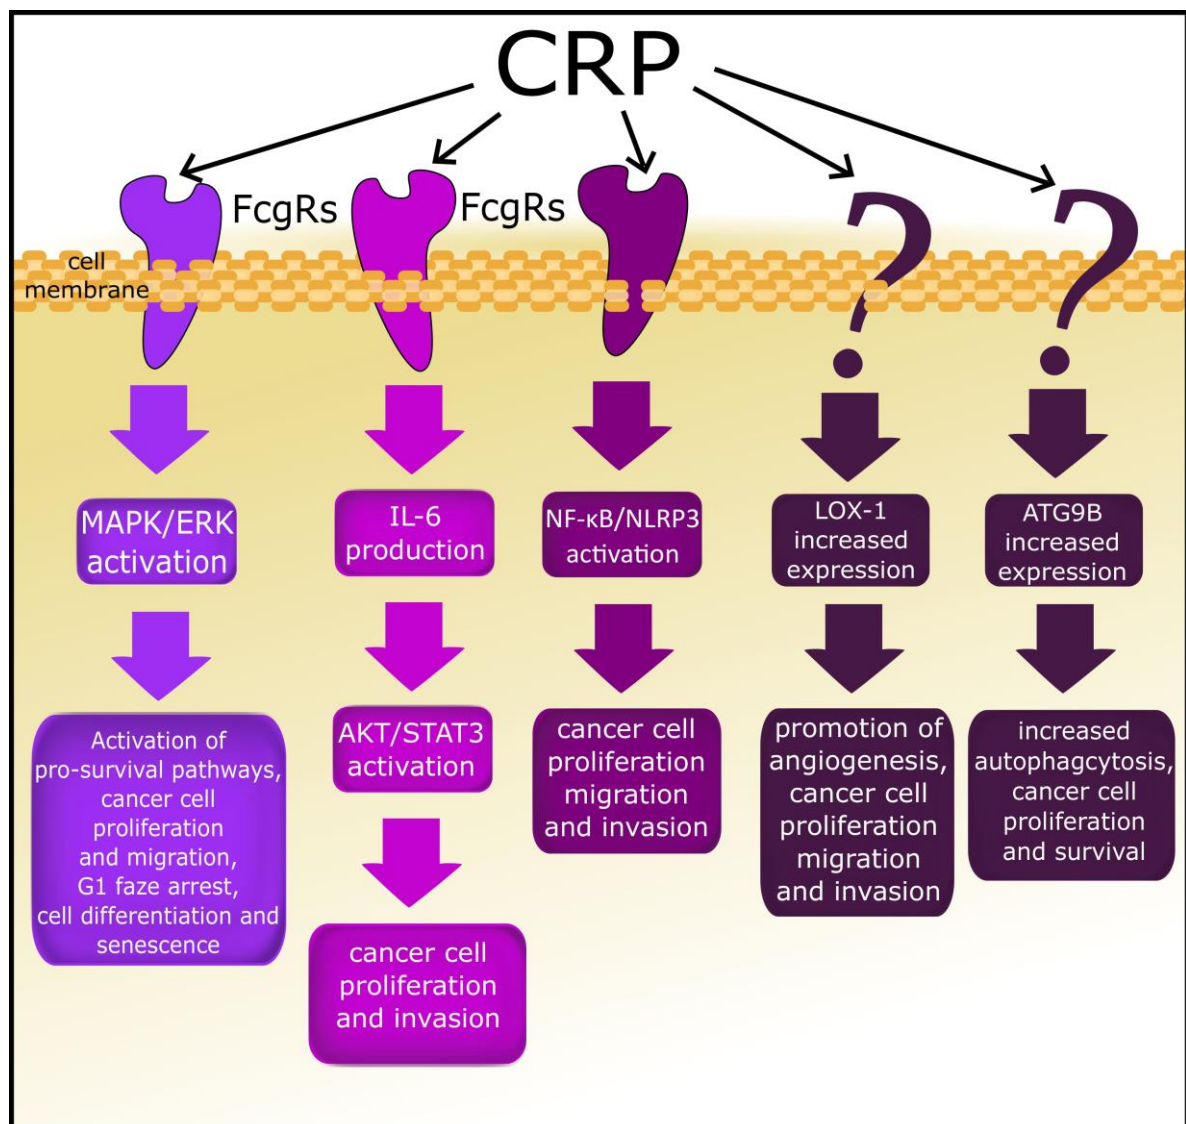 CRP
FcgRs
FcgRs
cell
membrane
?
?
MAPK/ERK
activation
Activation of
pro-survival pathways,
cancer cell
proliferation
and migration,
G1 faze arrest,
cell differentiation and
senescence
IL-6
production
AKT/STAT3
activation
cancer cell
proliferation
and invasion
NF-κB/NLRP3
activation
cancer cell
proliferation
migration
and invasion
LOX-1
increased
expression
promotion of
angiogenesis,
cancer cell
proliferation
migration
and invasion
ATG9B
increased
expression
increased
autophagcytosis,
cancer cell
proliferation
and survival